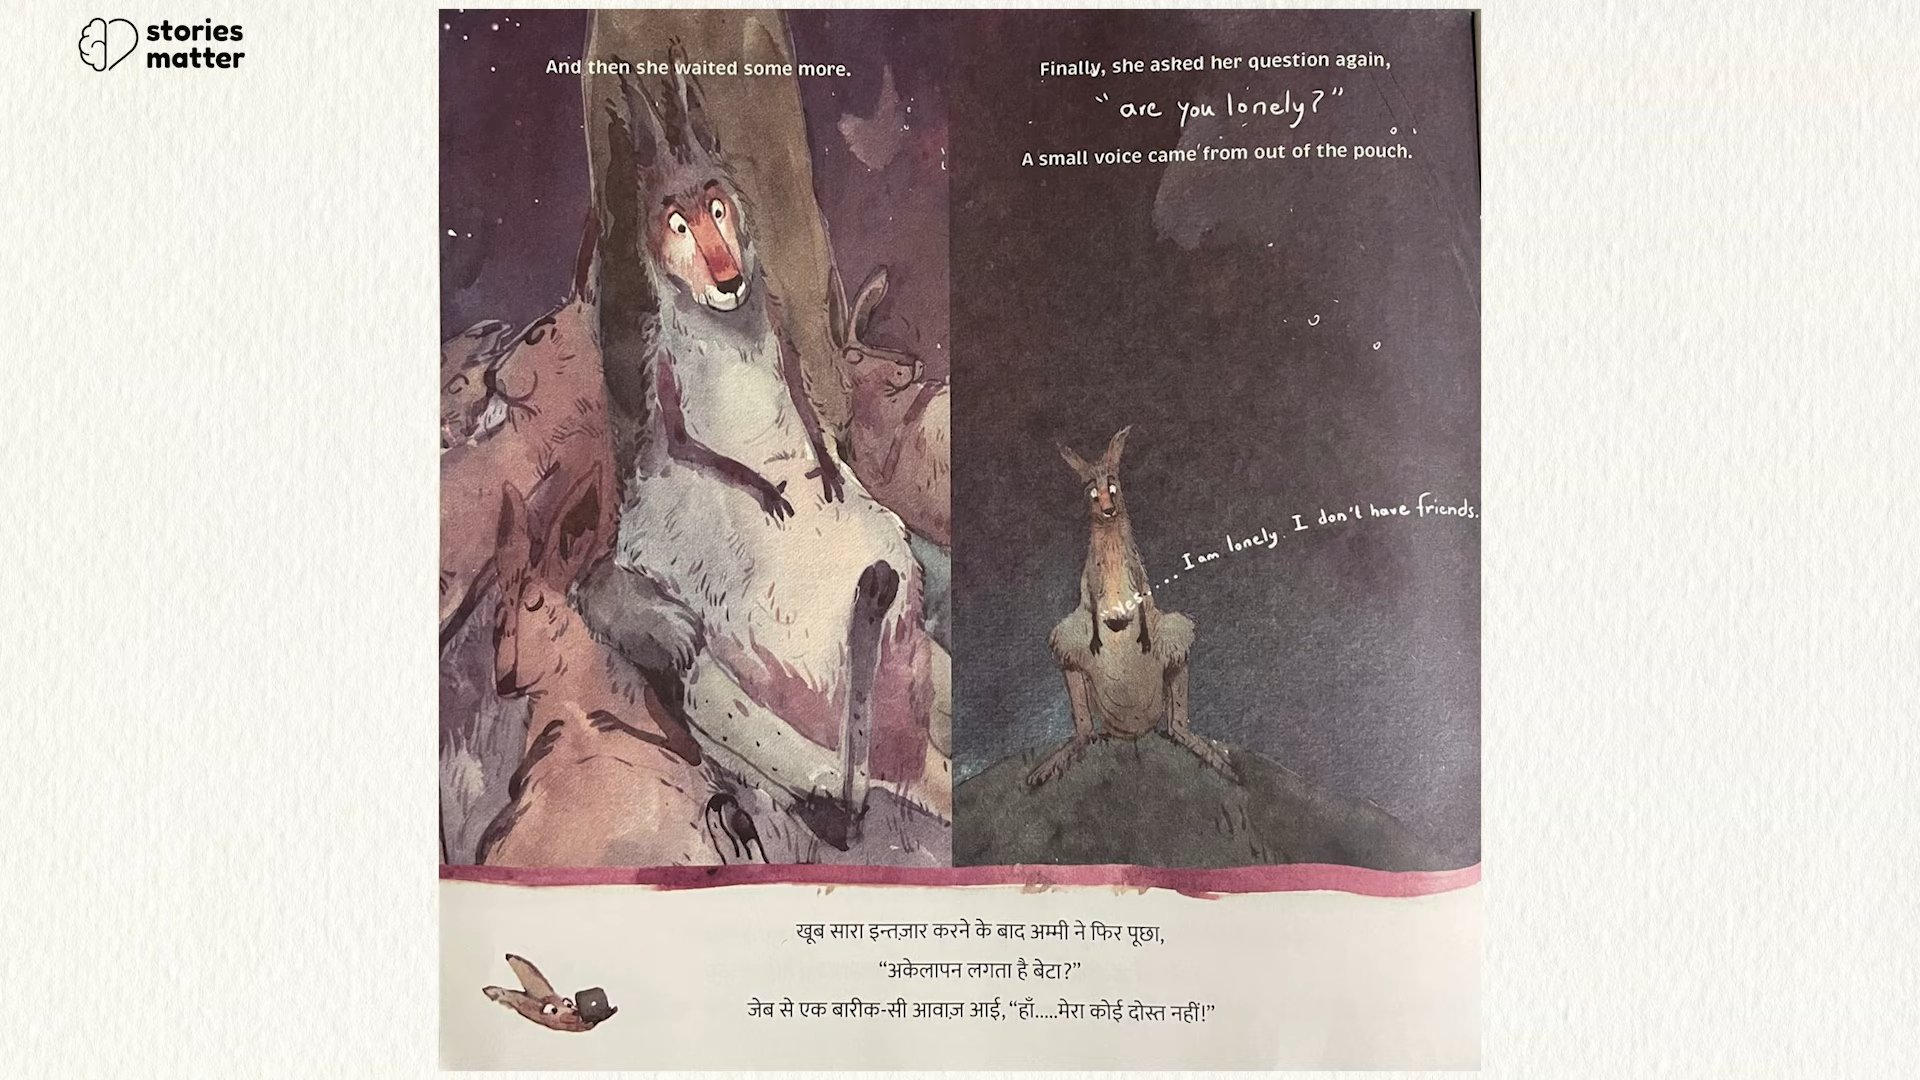 stories
matter
And then she waited some more.
Finally, she asked her question again,
"are you lonely?"
A small voice came from out of the pouch.
"Yes.... I am lonely. I don't have friends.
खूब सारा इन्तज़ार करने के बाद अम्मी ने फिर पूछा,
“अकेलापन लगता है बेटा?”
जेब से एक बारीक-सी आवाज़ आई, “हाँ.....मेरा कोई दोस्त नहीं!”